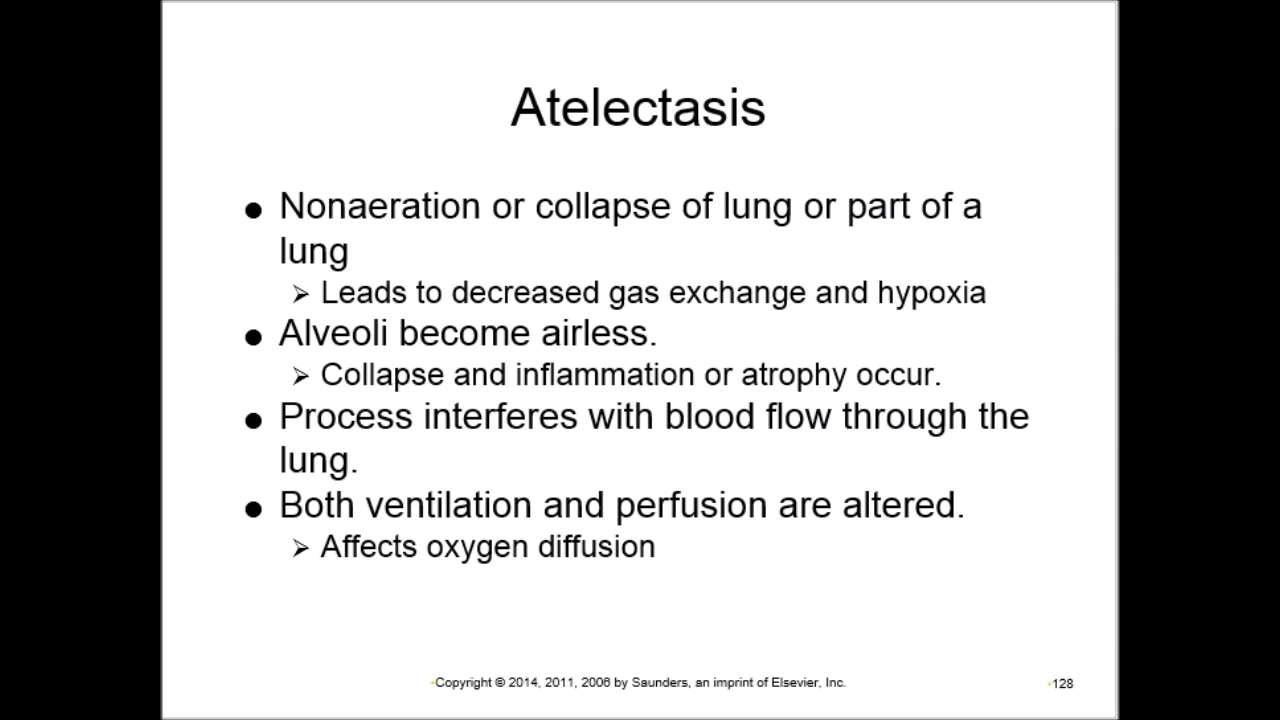 Atelectasis
● Nonaeration or collapse of lung or part of a
lung
➢ Leads to decreased gas exchange and hypoxia
● Alveoli become airless.
➢ Collapse and inflammation or atrophy occur.
● Process interferes with blood flow through the
lung.
● Both ventilation and perfusion are altered.
➢ Affects oxygen diffusion
Copyright © 2014, 2011, 2006 by Saunders, an imprint of Elsevier, Inc.
128